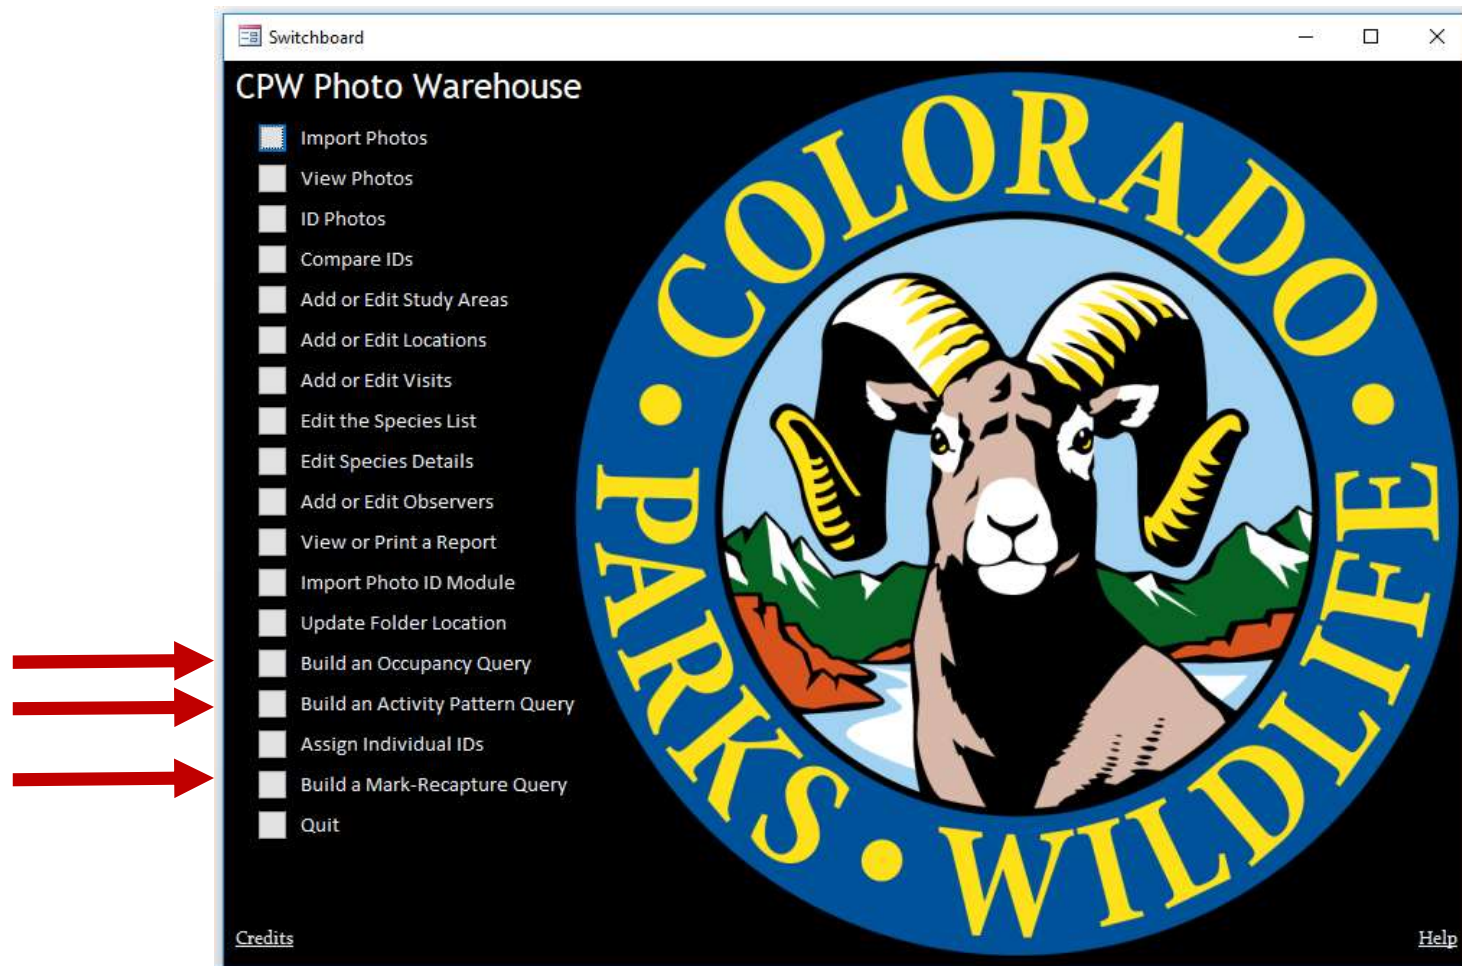 Switchboard
CPW Photo Warehouse
Import Photos
View Photos
ID Photos
Compare IDs
Add or Edit Study Areas
Add or Edit Locations
Add or Edit Visits
Edit the Species List
Edit Species Details
Add or Edit Observers
View or Print a Report
Import Photo ID Module
Update Folder Location
Build an Occupancy Query
Build an Activity Pattern Query
Assign Individual IDs
Build a Mark-Recapture Query
Quit
Credits
COLORADO
PARKS • WILDLIFE
Help